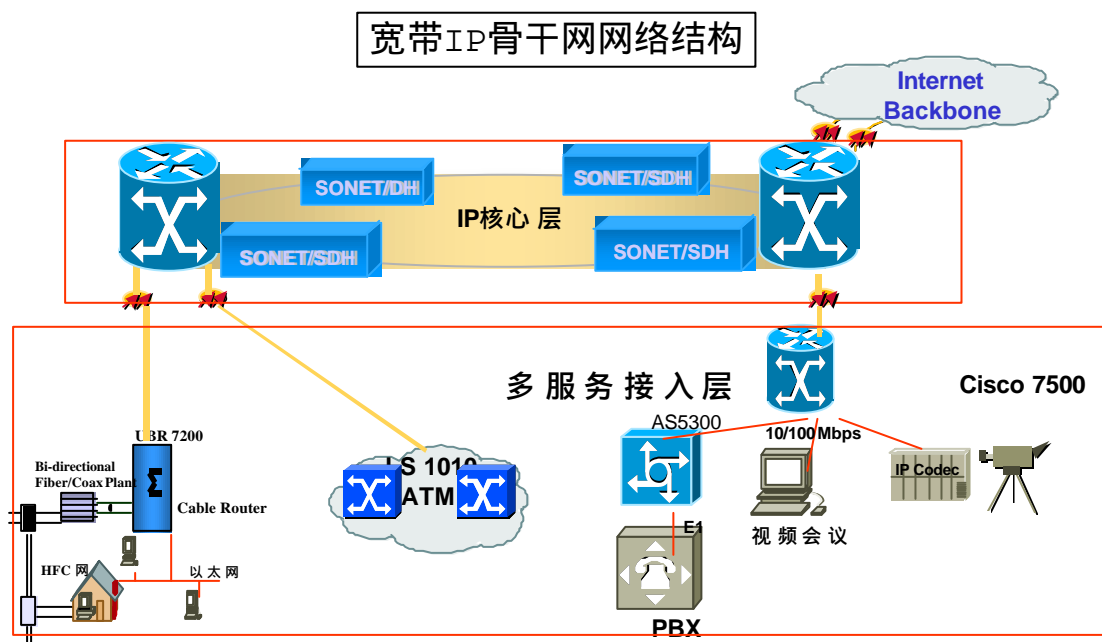 宽带IP骨干网网络结构
Internet
Backbone
SONET/DH
SONET/SDH
IP核心 层
SONET/SDH
SONET/SDH
多 服 务 接 入 层
Cisco 7500
AS5300
UBR 7200
10/100 Mbps
Bi-directional
Fiber/Coax Plant
LS 1010
ATM
IP Codec
Cable Router
E1
视 频 会 议
HFC 网
以 太 网
PBX